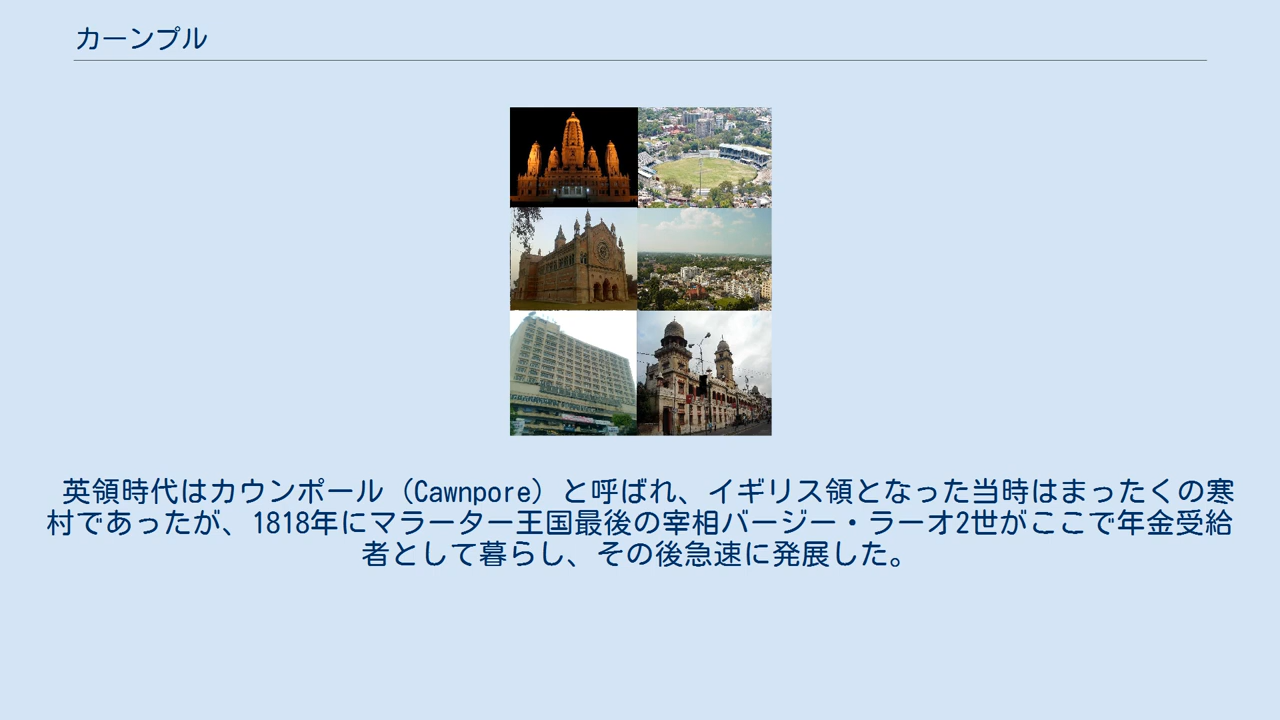 カーンプル
英領時代はカウンポール（Cawnpore）と呼ばれ、イギリス領となった当時はまったくの寒
村であったが、1818年にマラーター王国最後の宰相バージー・ラーオ2世がここで年金受給
者として暮らし、その後急速に発展した。